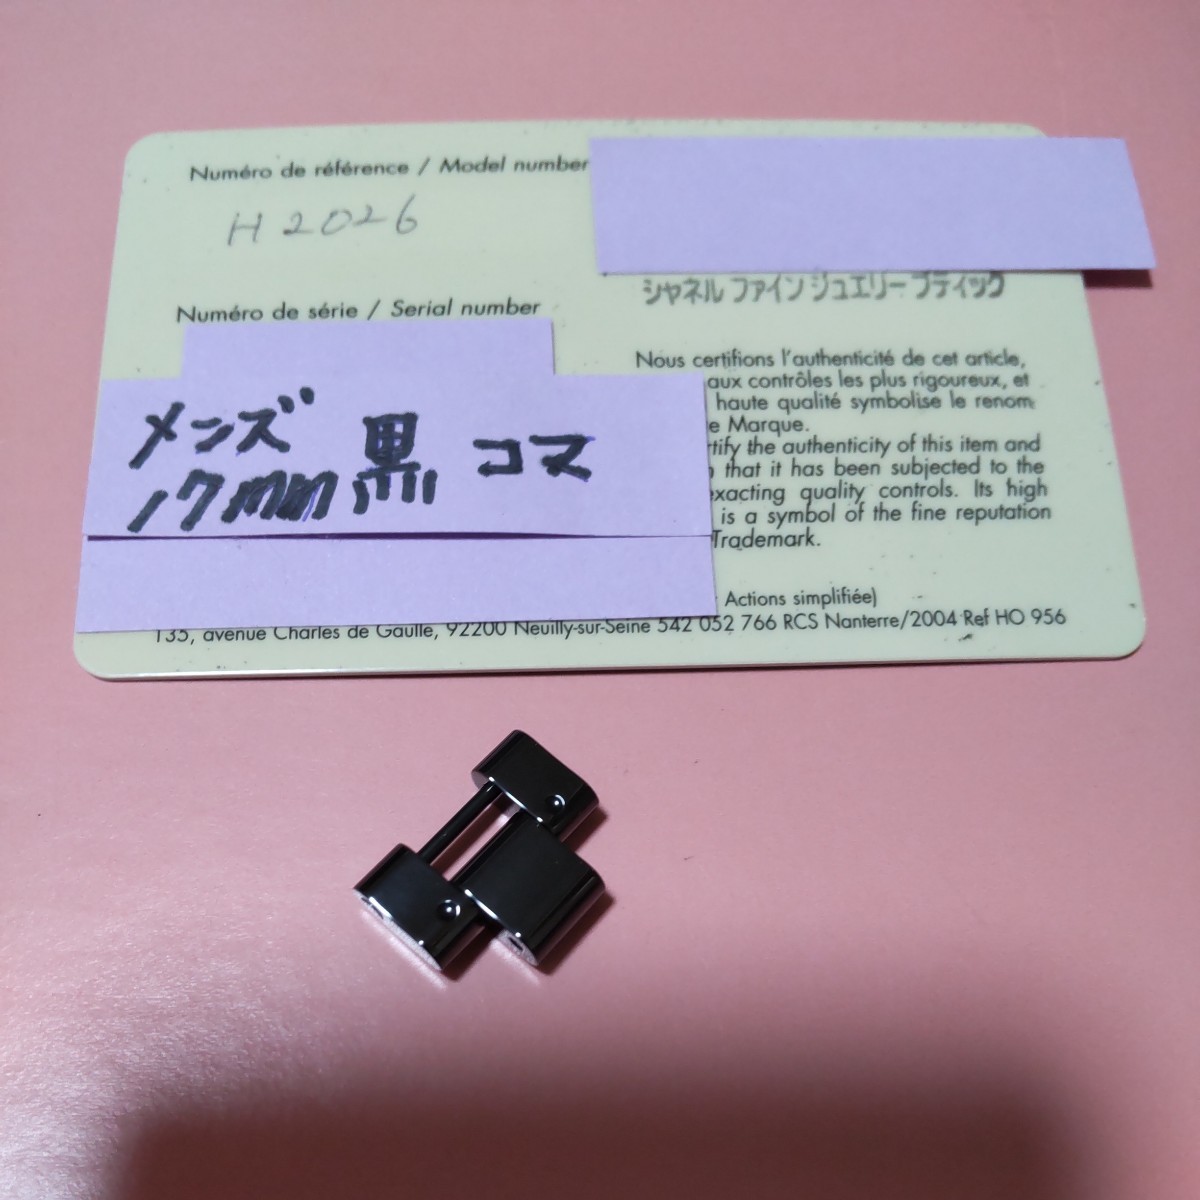 Numéro de référence / Model number
H2026
Numéro de série / Serial number
メンズ
17mm 黒 コマ
シャネル ファインジュエリーブティック
Nous certifions l'authenticité de cet article,
aux contrôles les plus rigoureux, et
haute qualité symbolise le renom
e Marque.
tify the authenticity of this item and
that it has been subjected to the
exacting quality controls. Its high
is a symbol of the fine reputation
Trademark.
Actions simplifiée)
135, avenue Charles de Gaulle, 92200 Neuilly-sur-Seine 542 052 766 RCS Nanterre/2004 Ref HO 956